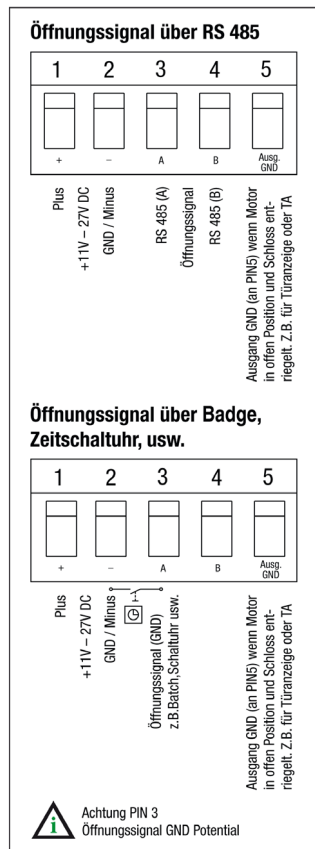 Öffnungssignal über RS 485
1 2 3 4 5
+ – A B Ausg.
GND
Plus
+11V – 27V DC
GND / Minus
RS 485 (A)
Öffnungssignal
RS 485 (B)
Ausgang GND (an PIN5) wenn Motor
in offen Position und Schloss ent-
riegelt. Z.B. für Türanzeige oder TA
Öffnungssignal über Badge,
Zeitschaltuhr, usw.
1 2 3 4 5
+ – A B Ausg.
GND
Plus
+11V – 27V DC
GND / Minus
Öffnungssignal (GND)
z.B.Batch,Schaltuhr usw.
Ausgang GND (an PIN5) wenn Motor
in offen Position und Schloss ent-
riegelt. Z.B. für Türanzeige oder TA
i
Achtung PIN 3
Öffnungssignal GND Potential